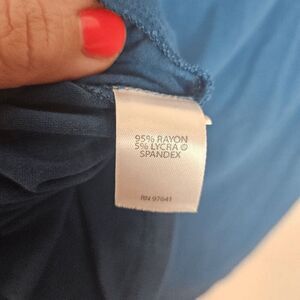 95% RAYON
5% LYCRA ®
SPANDEX
RN 97641